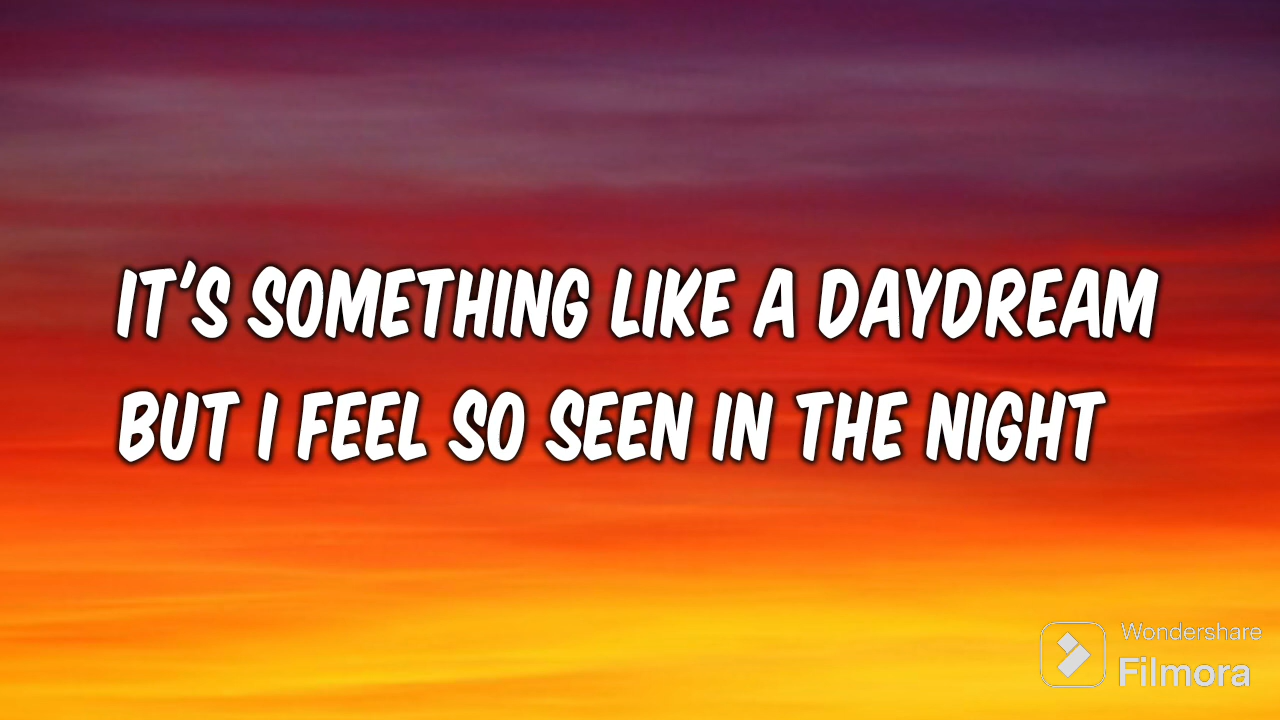 IT'S SOMETHING LIKE A DAYDREAM
BUT I FEEL SO SEEN IN THE NIGHT
Wondershare
Filmora